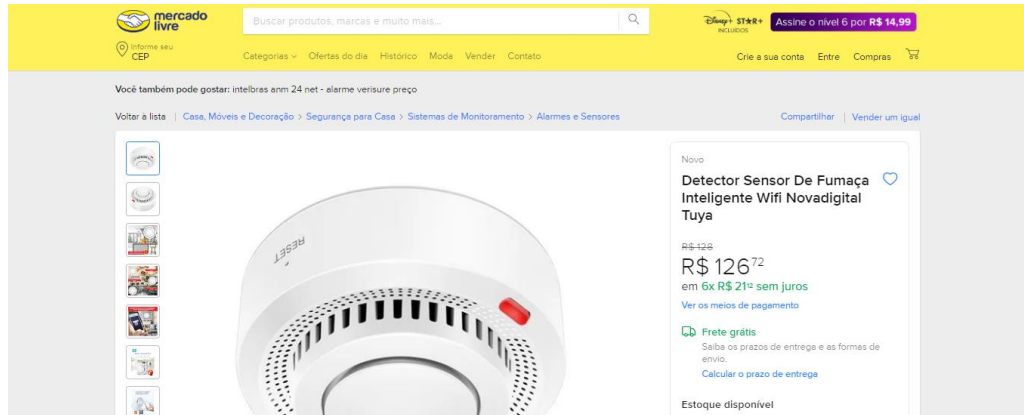 mercado
livre
Buscar produtos, marcas e muito mais...
Disney+ ST★R+
INCLUÍDOS
Assine o nível 6 por R$ 14,99
Informe seu
CEP
Categorias
Ofertas do dia
Histórico
Moda
Vender
Contato
Crie a sua conta
Entre
Compras
Você também pode gostar: intelbras anm 24 net - alarme verisure preço
Voltar à lista | Casa, Móveis e Decoração > Segurança para Casa > Sistemas de Monitoramento > Alarmes e Sensores
Compartilhar | Vender um igual
RESET
Novo
Detector Sensor De Fumaça
Inteligente Wifi Novadigital
Tuya
R$ 128
R$ 126 72
em 6x R$ 21 12 sem juros
Ver os meios de pagamento
Frete grátis
Saiba os prazos de entrega e as formas de
envio.
Calcular o prazo de entrega
Estoque disponível